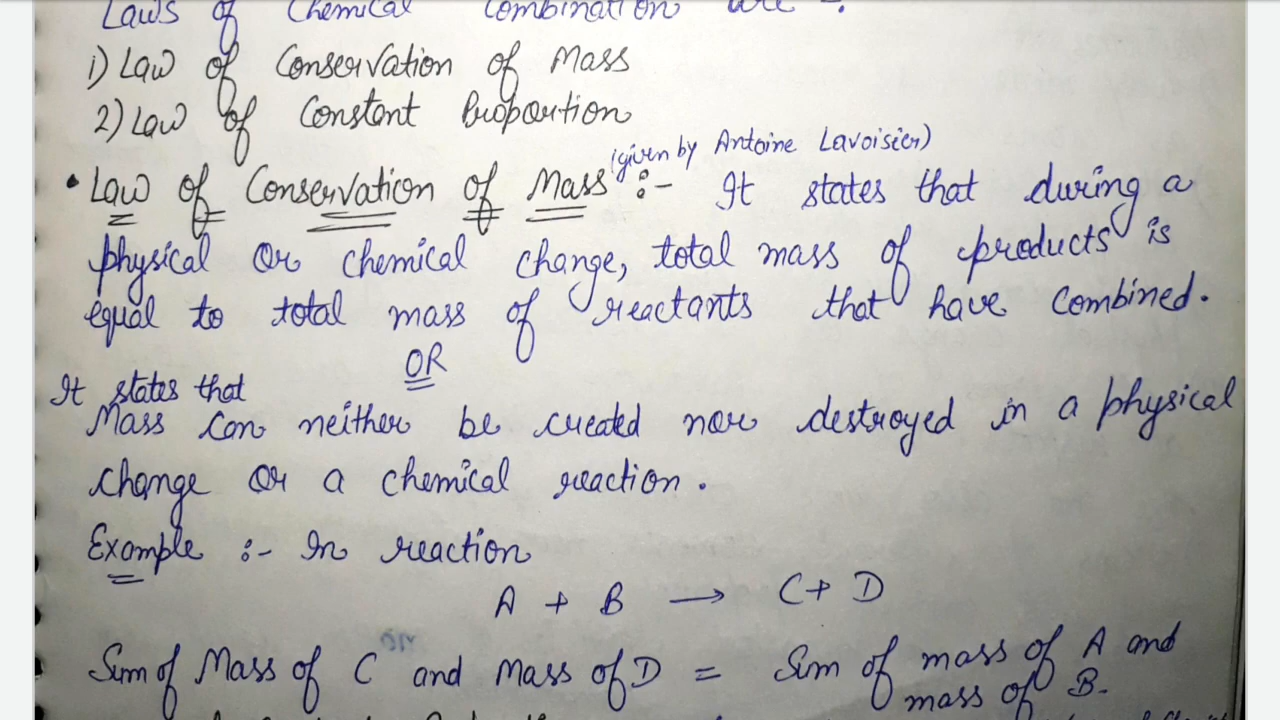 Laws of Chemical Combination are :-
1) Law of Conservation of Mass
2) Law of Constant Proportion
(given by Antoine Lavoisier)
• Law of Conservation of Mass :- It states that during a
physical or chemical change, total mass of products is
equal to total mass of reactants that have combined.
OR
It states that
Mass can neither be created nor destroyed in a physical
change or a chemical reaction.
Example :- In reaction
A + B → C + D
Sum of Mass of C and Mass of D = Sum of mass of A and
mass of B.